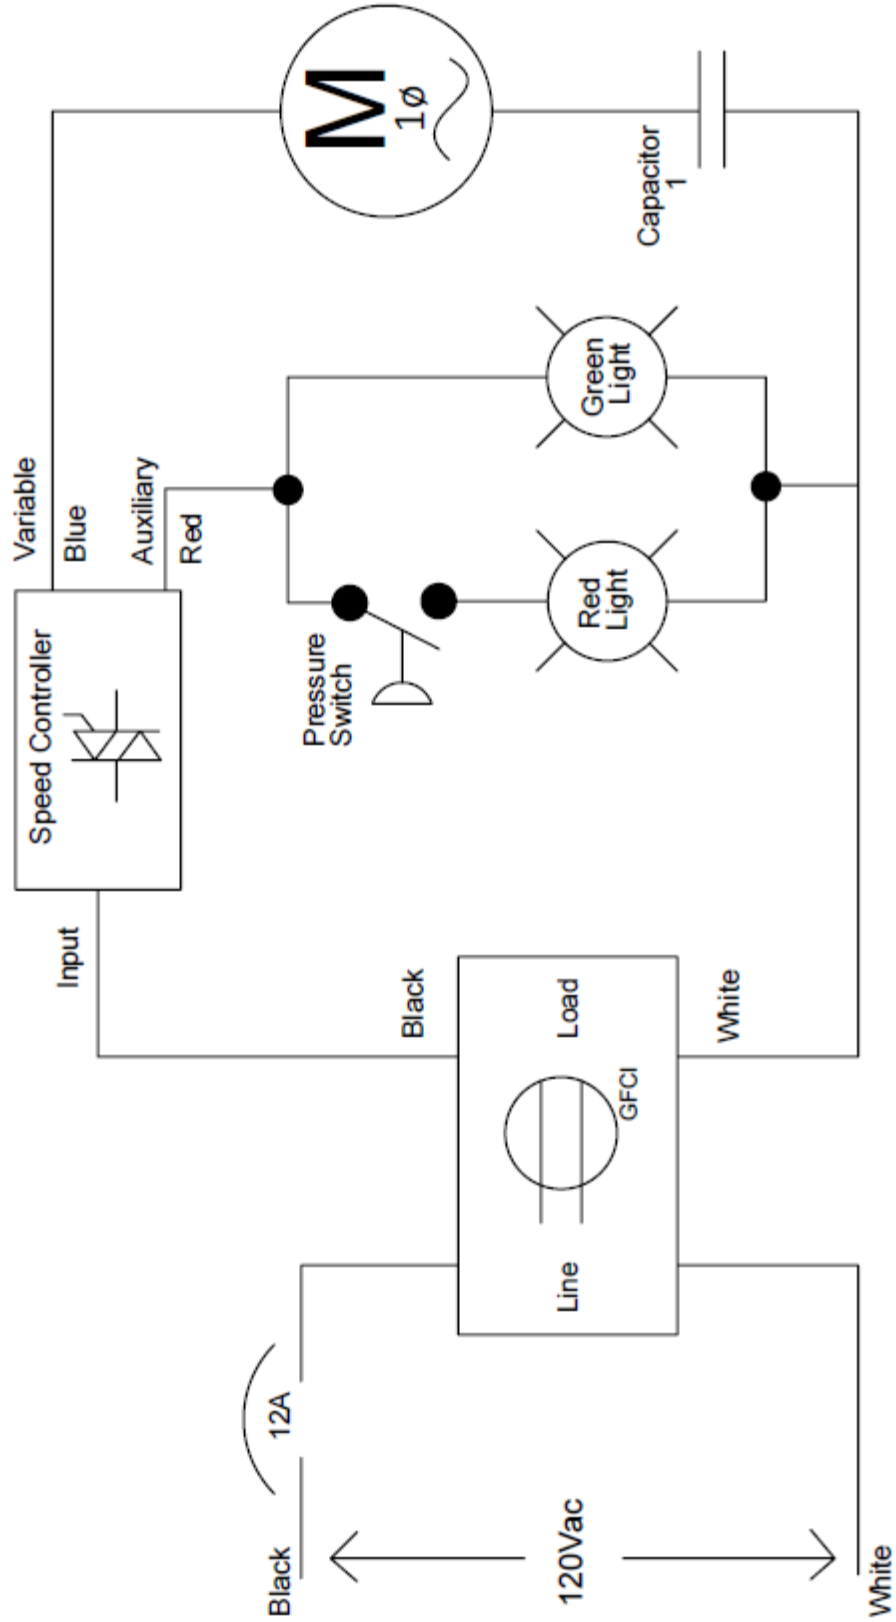 Variable
Blue
Speed Controller
Auxiliary
Red
Input
M
1ø
Pressure
Switch
Green
Light
Red
Light
Capacitor
1
Black
Load
White
GFCI
Line
12A
Black
120Vac
White